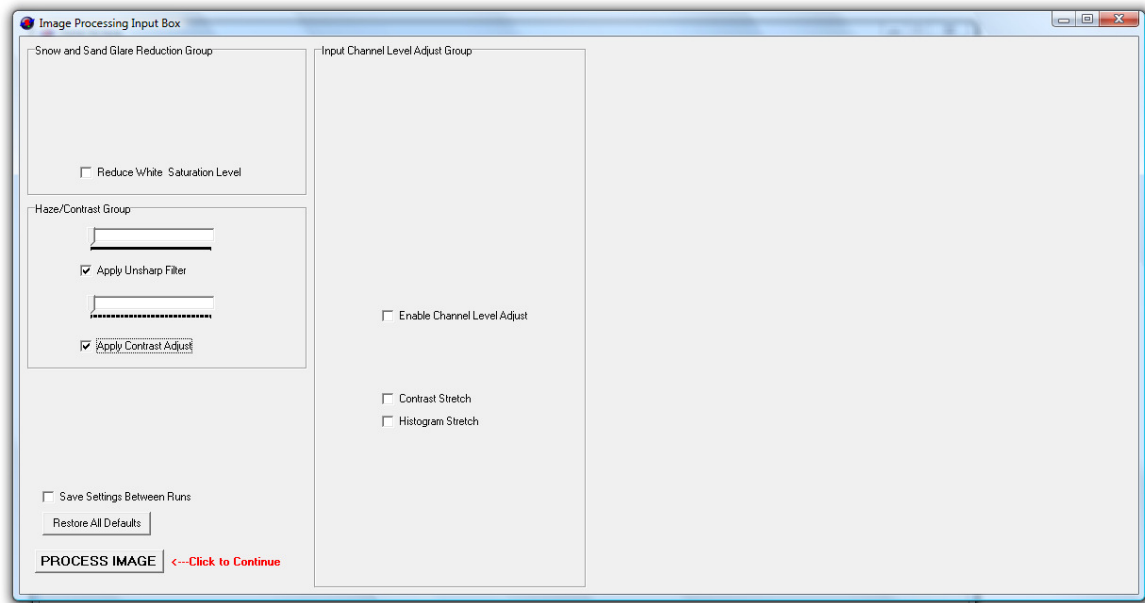 Image Processing Input Box
Snow and Sand Glare Reduction Group
Reduce White  Saturation Level
Haze/Contrast Group
Apply Unsharp Filter
Apply Contrast Adjust
Save Settings Between Runs
Restore All Defaults
PROCESS IMAGE <---Click to Continue
Input Channel Level Adjust Group
Enable Channel Level Adjust
Contrast Stretch
Histogram Stretch